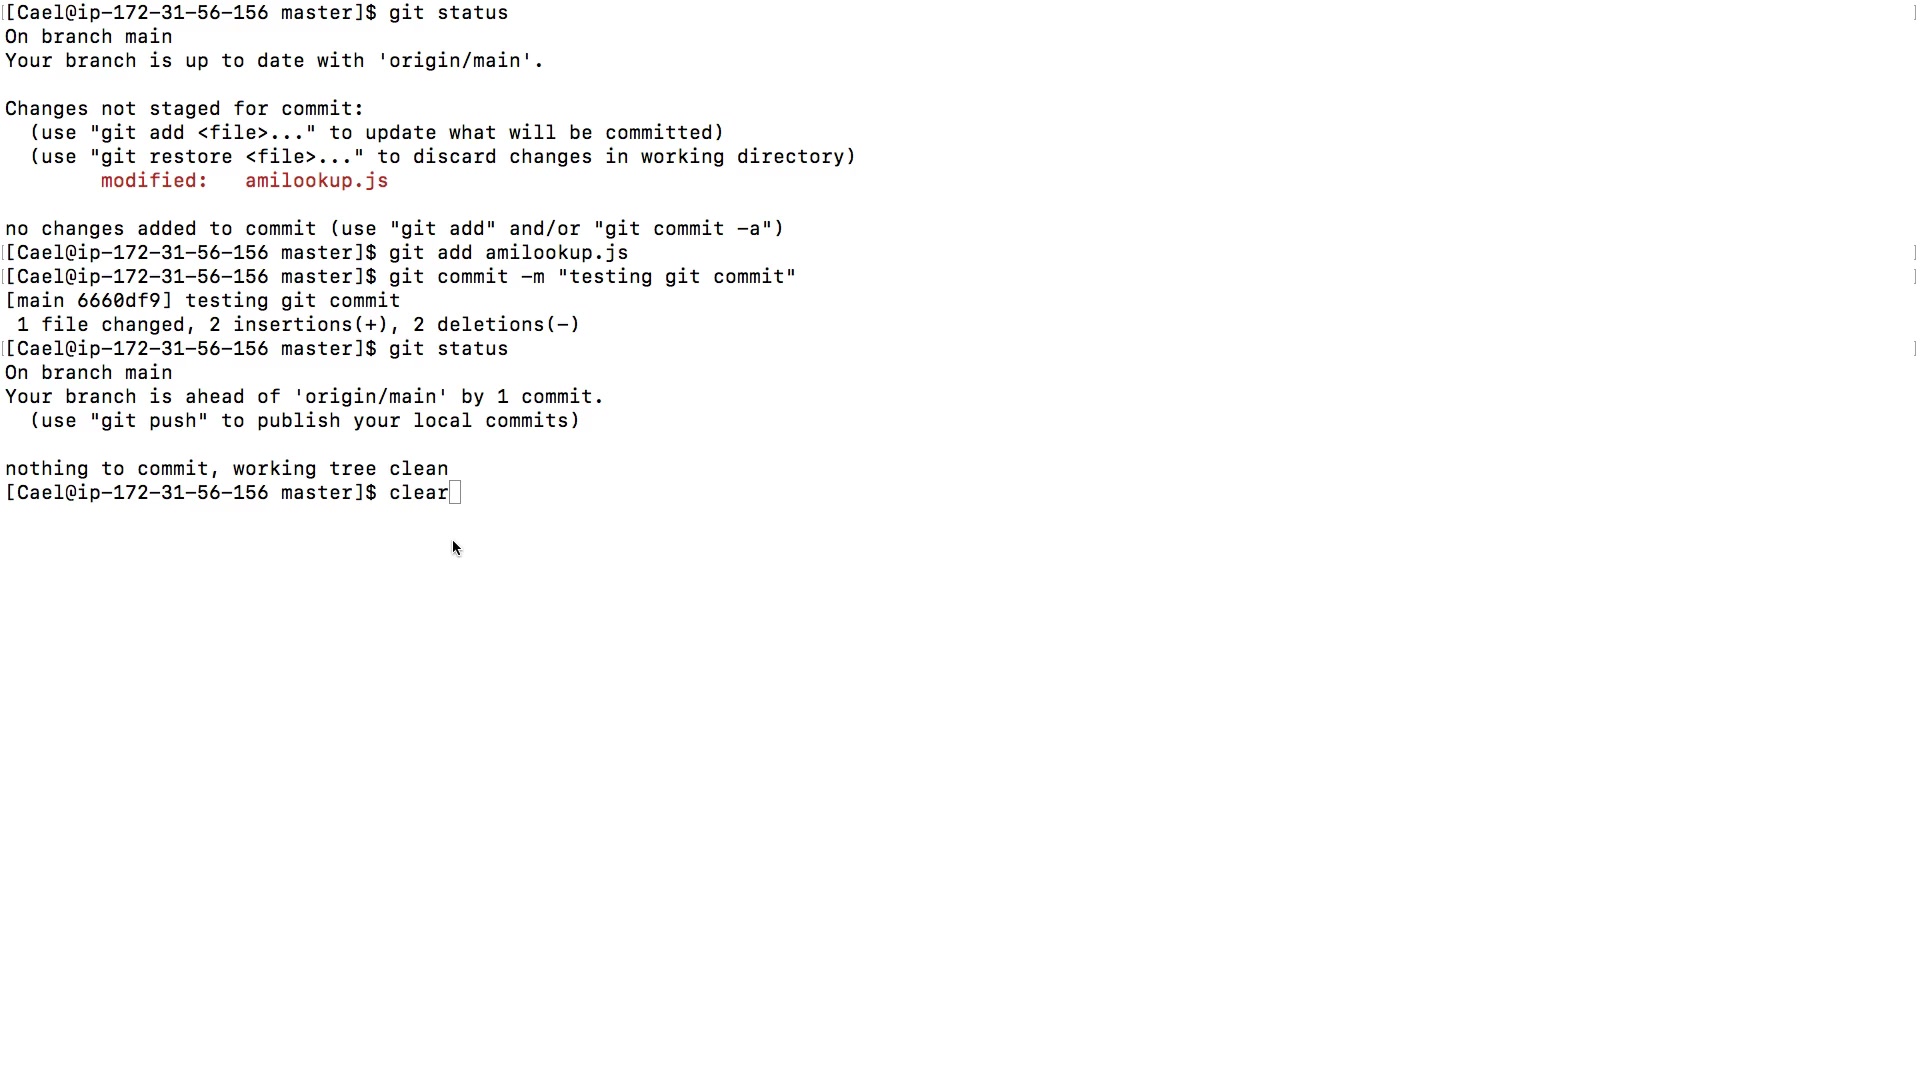 [Cael@ip-172-31-56-156 master]$ git status
On branch main
Your branch is up to date with 'origin/main'.

Changes not staged for commit:
  (use "git add <file>..." to update what will be committed)
  (use "git restore <file>..." to discard changes in working directory)
        modified:   amilookup.js

no changes added to commit (use "git add" and/or "git commit -a")
[Cael@ip-172-31-56-156 master]$ git add amilookup.js
[Cael@ip-172-31-56-156 master]$ git commit -m "testing git commit"
[main 6660df9] testing git commit
 1 file changed, 2 insertions(+), 2 deletions(-)
[Cael@ip-172-31-56-156 master]$ git status
On branch main
Your branch is ahead of 'origin/main' by 1 commit.
  (use "git push" to publish your local commits)

nothing to commit, working tree clean
[Cael@ip-172-31-56-156 master]$ clear